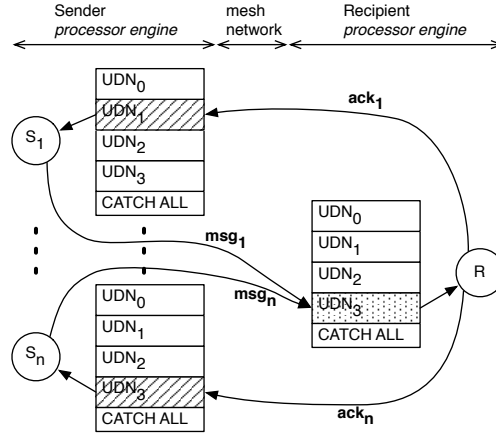 Sender
processor engine
mesh
network
Recipient
processor engine
UDN0
UDN1
UDN2
UDN3
CATCH ALL
S1
ack1
msg1
UDN0
UDN1
UDN2
UDN3
CATCH ALL
R
msgn
UDN0
UDN1
UDN2
UDN3
CATCH ALL
Sn
ackn